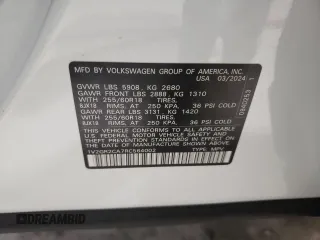 MFD BY VOLKSWAGEN GROUP OF AMERICA, INC.
USA 03/2024
GVWR LBS 5908, KG 2680
GAWR FRONT LBS 2888, KG 1310
WITH 255/60R18 TIRES,
8JX18 RIMS, AT 250 KPA, 36 PSI COLD
GAWR REAR LBS 3131, KG 1420
WITH 255/60R18 TIRES,
8JX18 RIMS, AT 250 KPA, 36 PSI COLD
THIS VEHICLE CONFORMS TO ALL APPLICABLE
U.S. FEDERAL MOTOR VEHICLE SAFETY AND
THEFT PREVENTION STANDARDS IN EFFECT ON THE
DATE OF MANUFACTURE SHOWN ABOVE.
TYPE: MPV